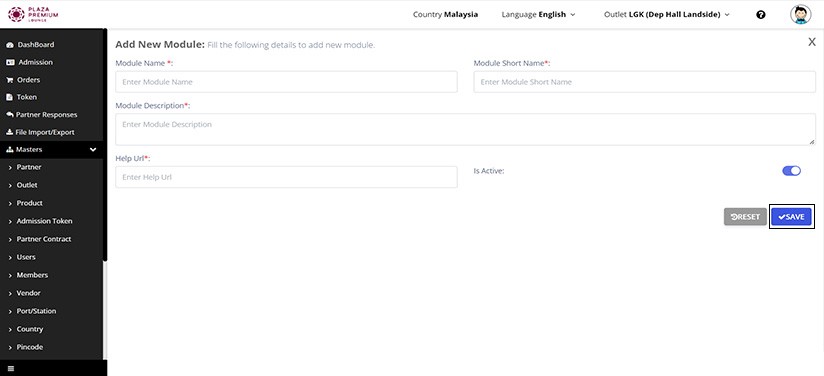 PLAZA
PREMIUM
LOUNGE
Country Malaysia
Language English
Outlet LGK (Dep Hall Landside)
DashBoard
Admission
Orders
Token
Partner Responses
File Import/Export
Masters
Partner
Outlet
Product
Admission Token
Partner Contract
Users
Members
Vendor
Port/Station
Country
Pincode
Add New Module: Fill the following details to add new module.
X
Module Name *:
Module Short Name*:
Enter Module Name
Enter Module Short Name
Module Description*:
Enter Module Description
Help Url*:
Enter Help Url
Is Active:
RESET
SAVE